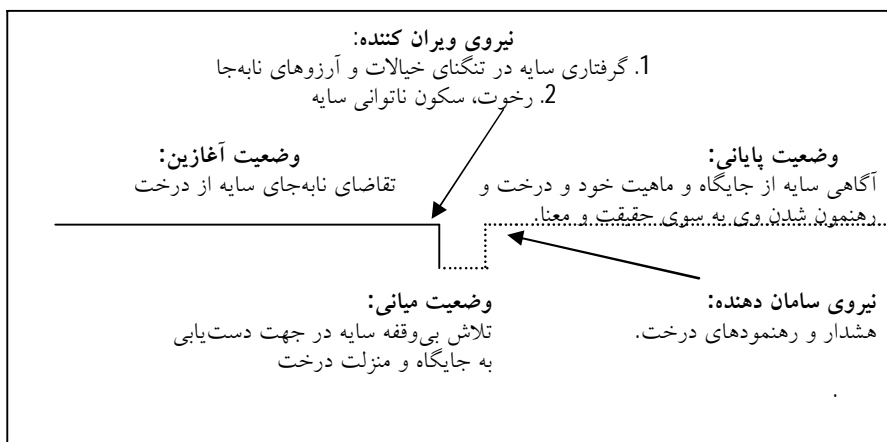 نیروی ویران کننده:
1. گرفتاری سایه در تنگنای خیالات و آرزوهای نابه‌جا
2. رخوت، سکون ناتوانی سایه
وضعیت آغازین:
تقاضای نابه‌جای سایه از درخت
وضعیت پایانی:
آگاهی سایه از جایگاه و ماهیت خود و درخت و
رهنمون شدن وی به سوی حقیقت و معنا.
وضعیت میانی:
تلاش بی‌وقفه سایه در جهت دست‌یابی
به جایگاه و منزلت درخت
نیروی سامان دهنده:
هشدار و رهنمودهای درخت.
.